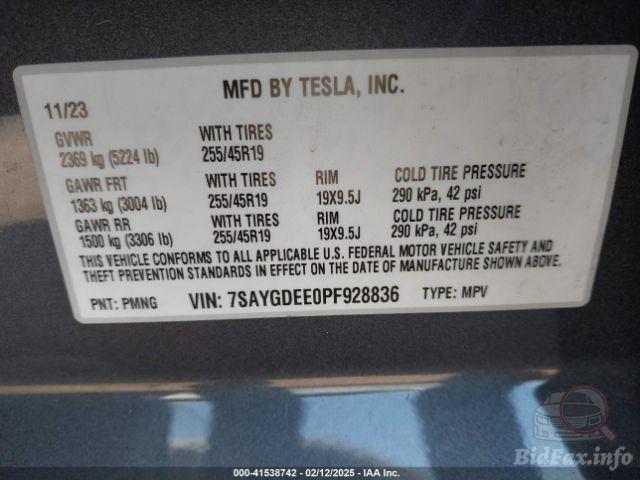 MFD BY TESLA, INC.
11/23
GVWR WITH TIRES
2369 kg (5224 lb) 255/45R19
GAWR FRT WITH TIRES RIM COLD TIRE PRESSURE
1363 kg (3004 lb) 255/45R19 19X9.5J 290 kPa, 42 psi
GAWR RR WITH TIRES RIM COLD TIRE PRESSURE
1500 kg (3306 lb) 255/45R19 19X9.5J 290 kPa, 42 psi
THIS VEHICLE CONFORMS TO ALL APPLICABLE U.S. FEDERAL MOTOR VEHICLE SAFETY AND
THEFT PREVENTION STANDARDS IN EFFECT ON THE DATE OF MANUFACTURE SHOWN ABOVE.
PNT: PMNG VIN: 7SAYGDEE0PF928836 TYPE: MPV
BidFax.info
000-41538742 - 02/12/2025 - IAA Inc.